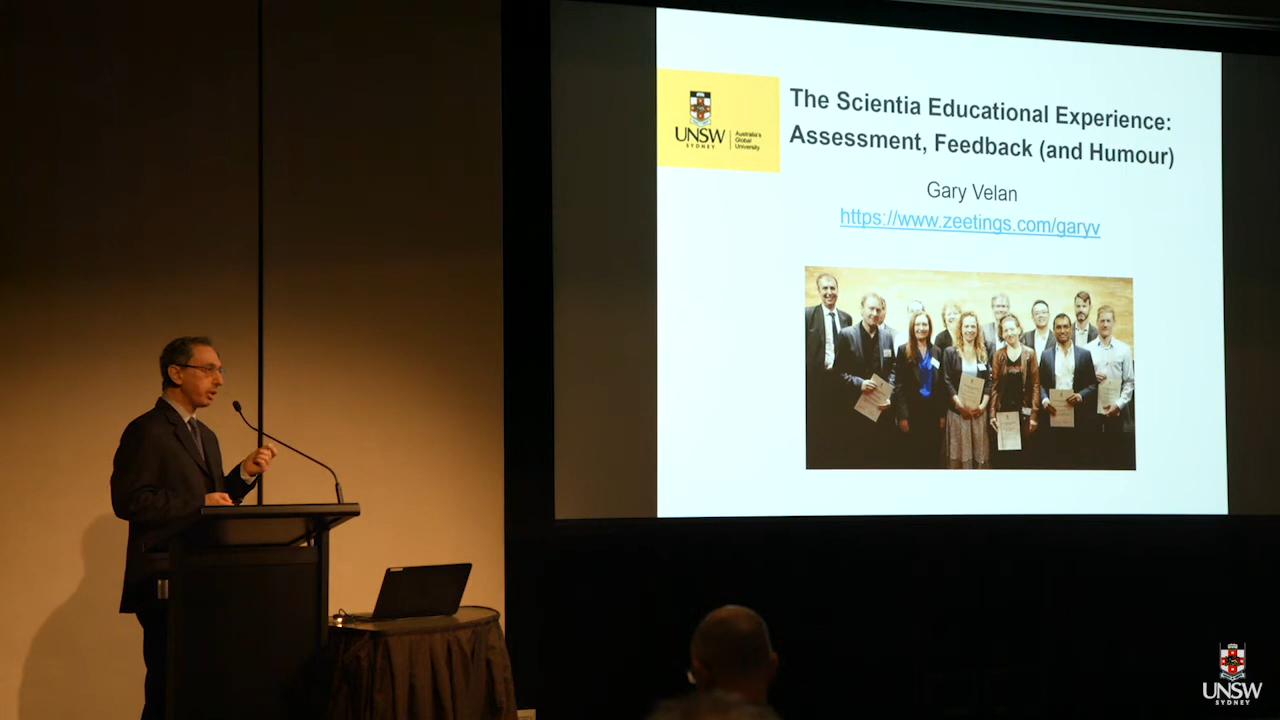 The Scientia Educational Experience:
Assessment, Feedback (and Humour)
UNSW
SYDNEY
Australia's
Global
University
Gary Velan
https://www.zeetings.com/garyv
UNSW
SYDNEY